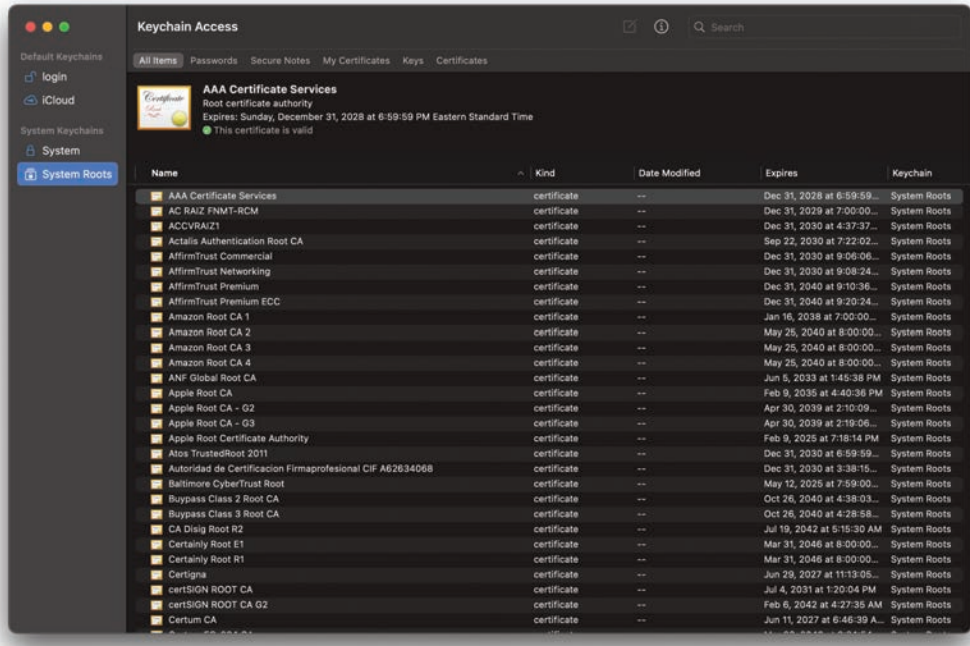 Keychain Access
Search
Default Keychains
login
iCloud
System Keychains
System
System Roots
All Items Passwords Secure Notes My Certificates Keys Certificates
Certificate
Root
AAA Certificate Services
Root certificate authority
Expires: Sunday, December 31, 2028 at 6:59:59 PM Eastern Standard Time
This certificate is valid
Name Kind Date Modified Expires Keychain
AAA Certificate Services certificate -- Dec 31, 2028 at 6:59:59... System Roots
AC RAIZ FNMT-RCM certificate -- Dec 31, 2029 at 7:00:00... System Roots
ACCVRAIZ1 certificate -- Dec 31, 2030 at 4:37:37... System Roots
Actalis Authentication Root CA certificate -- Sep 22, 2030 at 7:22:02... System Roots
AffirmTrust Commercial certificate -- Dec 31, 2030 at 9:06:06... System Roots
AffirmTrust Networking certificate -- Dec 31, 2030 at 9:08:24... System Roots
AffirmTrust Premium certificate -- Dec 31, 2040 at 9:10:36... System Roots
AffirmTrust Premium ECC certificate -- Dec 31, 2040 at 9:20:24... System Roots
Amazon Root CA 1 certificate -- Jan 16, 2038 at 7:00:00... System Roots
Amazon Root CA 2 certificate -- May 25, 2040 at 8:00:00... System Roots
Amazon Root CA 3 certificate -- May 25, 2040 at 8:00:00... System Roots
Amazon Root CA 4 certificate -- May 25, 2040 at 8:00:00... System Roots
ANF Global Root CA certificate -- Jun 5, 2033 at 1:45:38 PM System Roots
Apple Root CA certificate -- Feb 9, 2035 at 4:40:36 PM System Roots
Apple Root CA - G2 certificate -- Apr 30, 2039 at 2:10:09... System Roots
Apple Root CA - G3 certificate -- Apr 30, 2039 at 2:19:06... System Roots
Apple Root Certificate Authority certificate -- Feb 9, 2025 at 7:18:14 PM System Roots
Atos TrustedRoot 2011 certificate -- Dec 31, 2030 at 6:59:59... System Roots
Autoridad de Certificacion Firmaprofesional CIF A62634068 certificate -- Dec 31, 2030 at 3:38:15... System Roots
Baltimore CyberTrust Root certificate -- May 12, 2025 at 7:59:00... System Roots
Buypass Class 2 Root CA certificate -- Oct 26, 2040 at 4:38:03... System Roots
Buypass Class 3 Root CA certificate -- Oct 26, 2040 at 4:28:58... System Roots
CA Disig Root R2 certificate -- Jul 19, 2042 at 5:15:30 AM System Roots
Certainly Root E1 certificate -- Mar 31, 2046 at 8:00:00... System Roots
Certainly Root R1 certificate -- Mar 31, 2046 at 8:00:00... System Roots
Certigna certificate -- Jun 29, 2027 at 11:13:05... System Roots
certSIGN ROOT CA certificate -- Jul 4, 2031 at 1:20:04 PM System Roots
certSIGN ROOT CA G2 certificate -- Feb 6, 2042 at 4:27:35 AM System Roots
Certum CA certificate -- Jun 11, 2027 at 6:46:39 A... System Roots